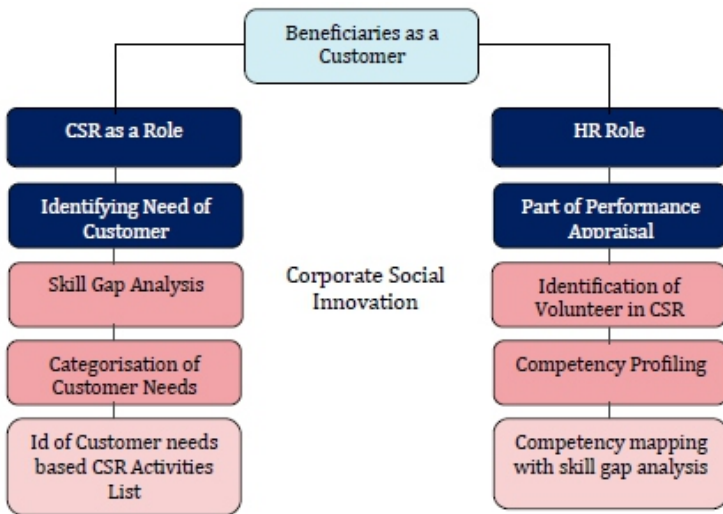 Beneficiaries as a
Customer
CSR as a Role
HR Role
Identifying Need of
Customer
Part of Performance
Appraisal
Skill Gap Analysis
Corporate Social
Innovation
Identification of
Volunteer in CSR
Categorisation of
Customer Needs
Competency Profiling
Id of Customer needs
based CSR Activities
List
Competency mapping
with skill gap analysis